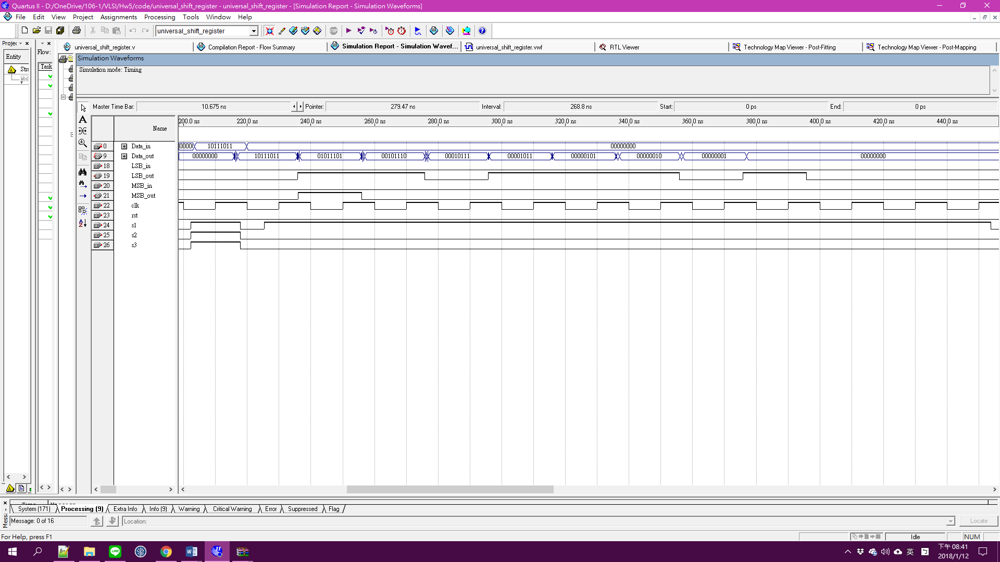 Quartus II - D:/OneDrive/106-1/VLSI/Hw5/code/universal_shift_register - universal_shift_register - [Simulation Report - Simulation Waveforms]
File Edit View Project Assignments Processing Tools Window Help
universal_shift_register
Projec
Entity
Stra
abc
Flow:
Task
universal_shift_register.v
Compilation Report - Flow Summary
Simulation Report - Simulation Wavef...
universal_shift_register.vwf
RTL Viewer
Technology Map Viewer - Post-Fitting
Technology Map Viewer - Post-Mapping
Simulation Waveforms
Simulation mode: Timing
Master Time Bar: 10.675 ns Pointer: 279.47 ns Interval: 268.8 ns Start: 0 ps End: 0 ps
Name
200.0 ns 220.0 ns 240.0 ns 260.0 ns 280.0 ns 300.0 ns 320.0 ns 340.0 ns 360.0 ns 380.0 ns 400.0 ns 420.0 ns 440.0 ns
0 Data_in 0000 10111011 00000000
9 Data_out 00000000 10111011 01011101 00101110 00010111 00001011 00000101 00000010 00000001 00000000
18 LSB_in
19 LSB_out
20 MSB_in
21 MSB_out
22 clk
23 rst
24 s1
25 s2
26 s3
System (171) Processing (9) Extra Info Info (9) Warning Critical Warning Error Suppressed Flag
Message: 0 of 16 Location: Locate
For Help, press F1 Idle NUM
英
下午 08:41
2018/1/12